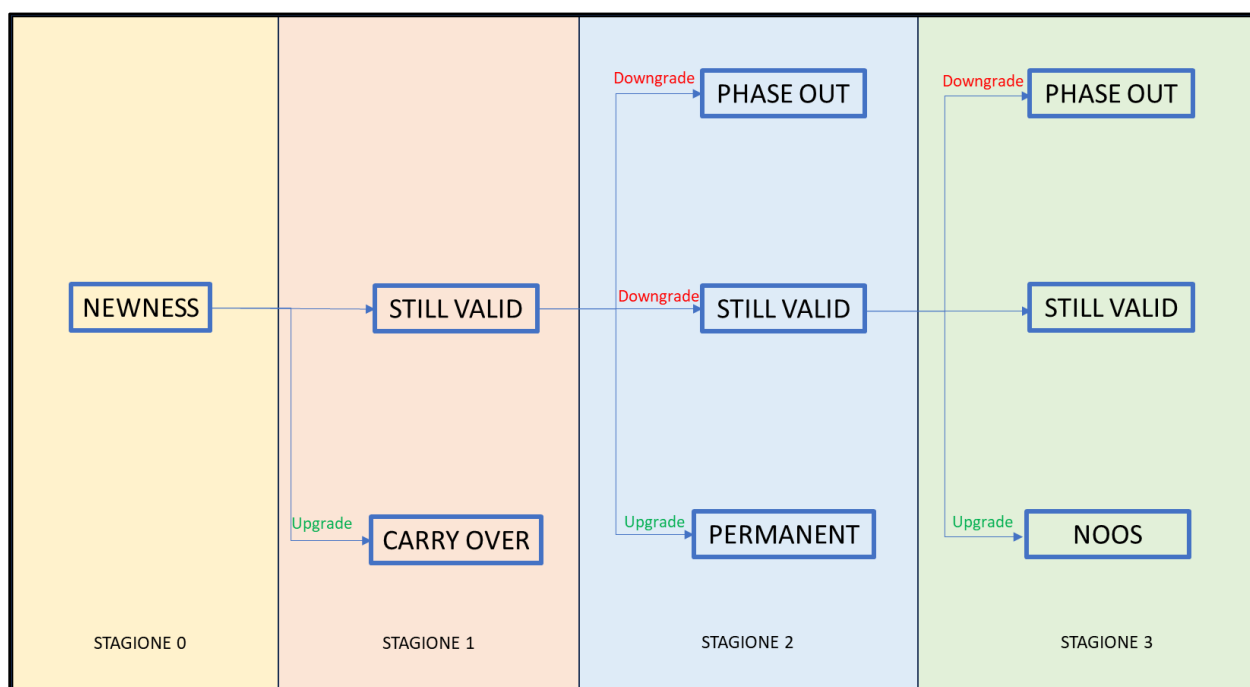 Downgrade
PHASE OUT
Downgrade
PHASE OUT
NEWNESS
STILL VALID
Downgrade
STILL VALID
STILL VALID
Upgrade
CARRY OVER
Upgrade
PERMANENT
Upgrade
NOOS
STAGIONE 0
STAGIONE 1
STAGIONE 2
STAGIONE 3